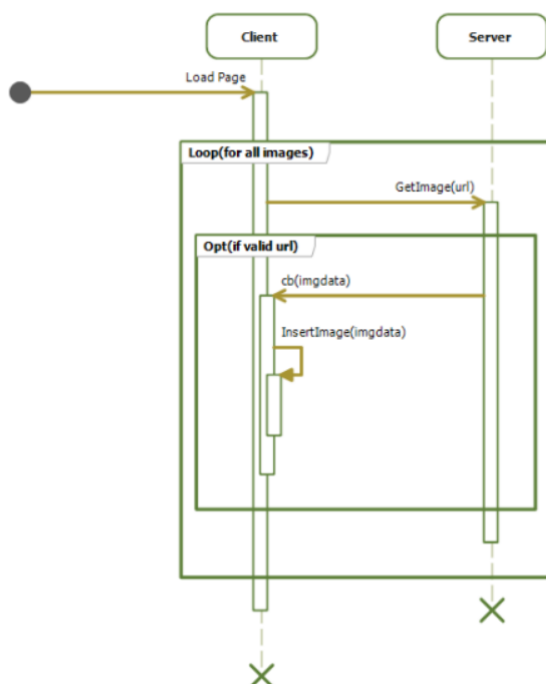 Client
Server
Load Page
Loop(for all images)
GetImage(url)
Opt(if valid url)
cb(imgdata)
InsertImage(imgdata)